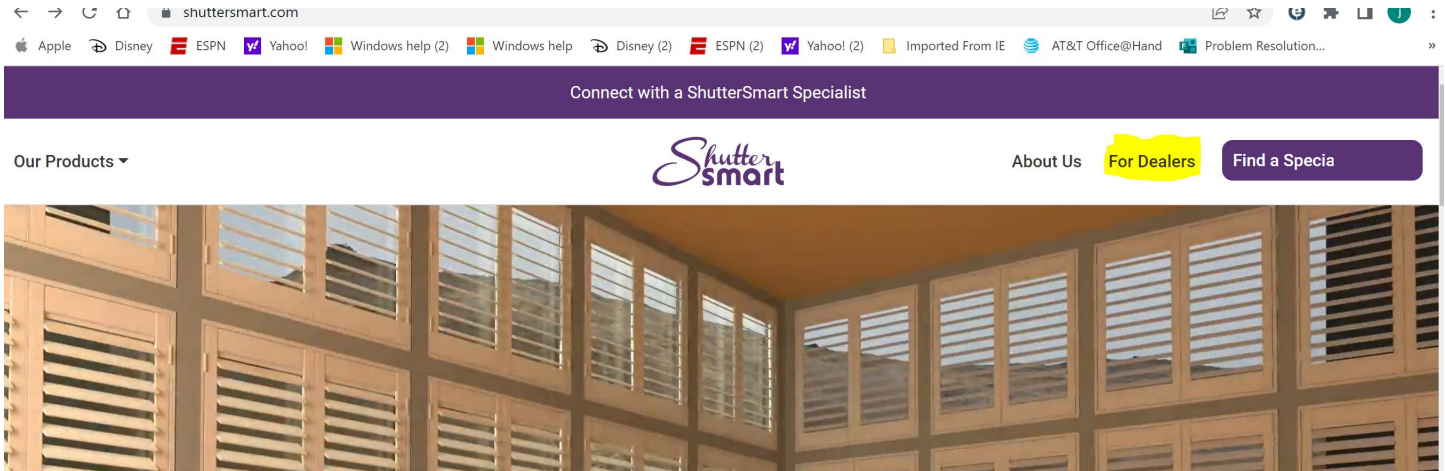 shuttersmart.com
Apple Disney ESPN Yahoo! Windows help (2) Windows help Disney (2) ESPN (2) Yahoo! (2) Imported From IE AT&T Office@Hand Problem Resolution... »
Connect with a ShutterSmart Specialist
Our Products
Shutter smart
About Us For Dealers Find a Specia